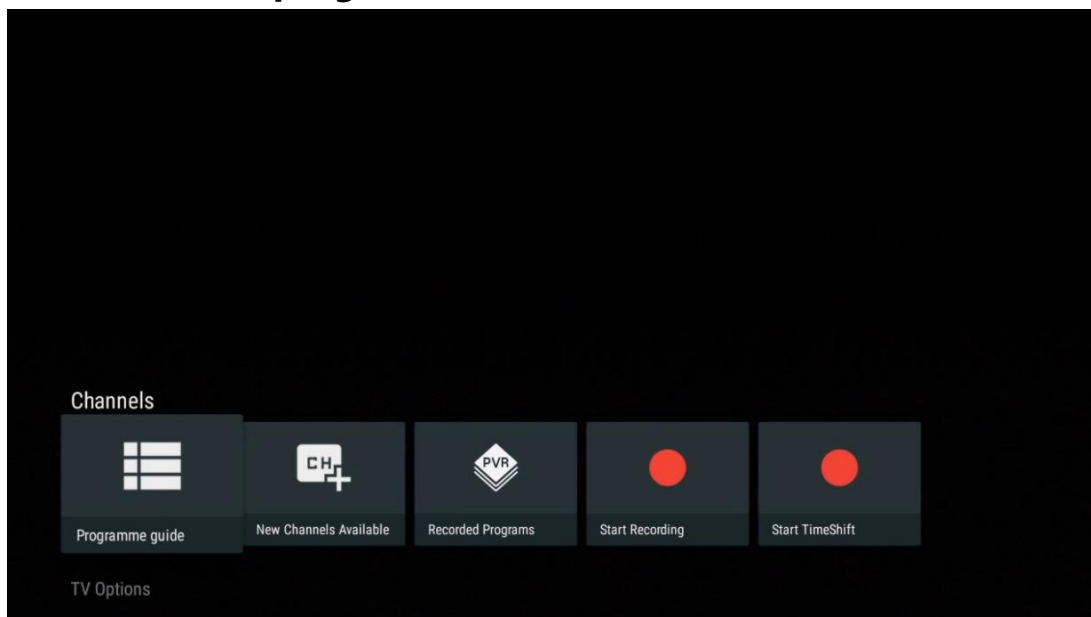 Channels
CH+
PVR
Programme guide
New Channels Available
Recorded Programs
Start Recording
Start TimeShift
TV Options